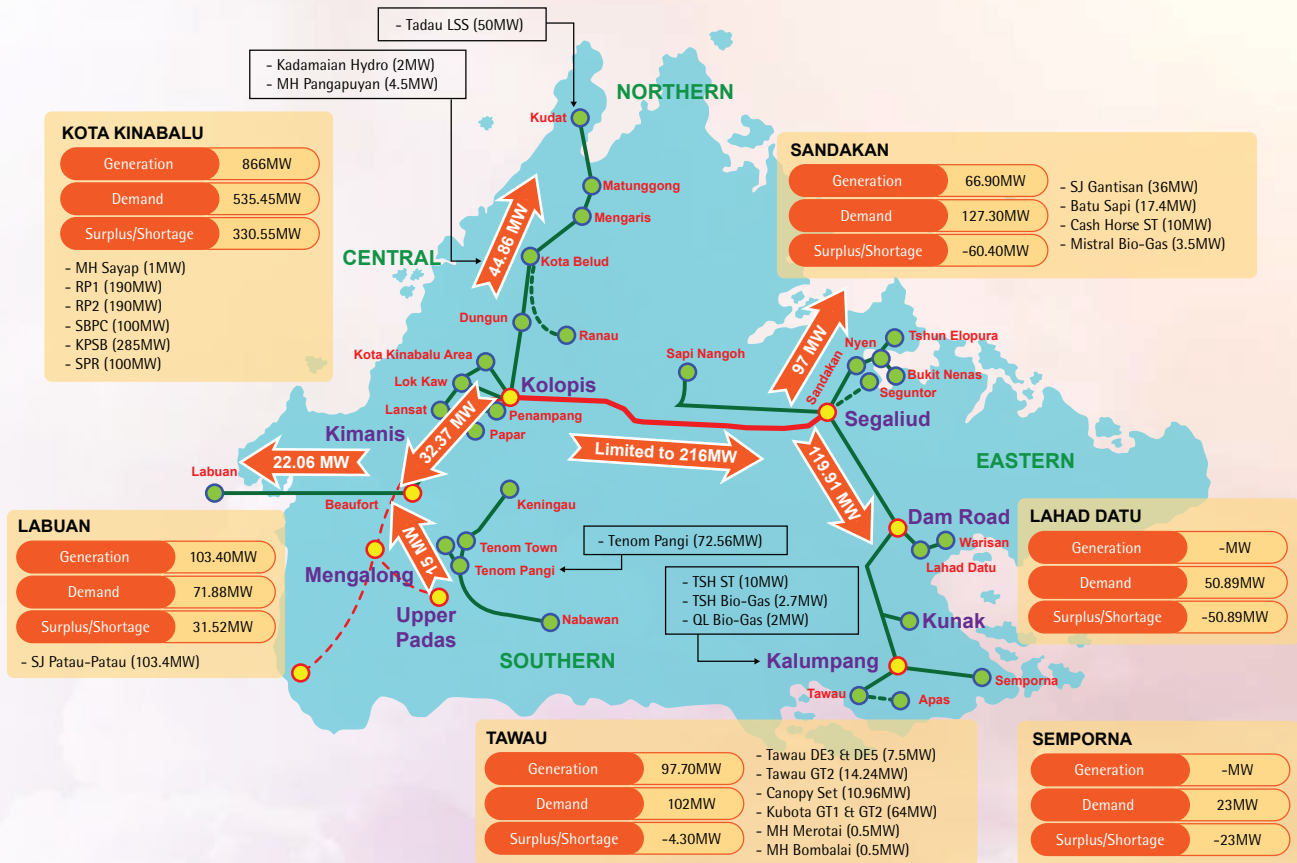 - Tadau LSS (50MW)
- Kadamaian Hydro (2MW)
- MH Pangapuyan (4.5MW)
NORTHERN
Kudat
KOTA KINABALU
Generation 866MW
Demand 535.45MW
Surplus/Shortage 330.55MW
- MH Sayap (1MW)
- RP1 (190MW)
- RP2 (190MW)
- SBPC (100MW)
- KPSB (285MW)
- SPR (100MW)
SANDAKAN
Generation 66.90MW
Demand 127.30MW
Surplus/Shortage -60.40MW
- SJ Gantisan (36MW)
- Batu Sapi (17.4MW)
- Cash Horse ST (10MW)
- Mistral Bio-Gas (3.5MW)
Matunggong
Mengaris
44.86 MW
CENTRAL
Kota Belud
Dungun
Ranau
Kota Kinabalu Area
Lok Kaw
Kolopis
Lansat
Penampang
Papar
Kimanis
32.37 MW
22.06 MW
Labuan
Beaufort
Limited to 216MW
Sapi Nangoh
97 MW
Sandakan
Nyen
Tshun Elopura
Bukit Nenas
Seguntor
Segaliud
119.91 MW
EASTERN
Keningau
Tenom Town
Tenom Pangi
- Tenom Pangi (72.56MW)
15 MW
Mengalong
Upper
Padas
Nabawan
SOUTHERN
- TSH ST (10MW)
- TSH Bio-Gas (2.7MW)
- QL Bio-Gas (2MW)
Dam Road
Warisan
Lahad Datu
Kunak
Kalumpang
Semporna
Tawau
Apas
LABUAN
Generation 103.40MW
Demand 71.88MW
Surplus/Shortage 31.52MW
- SJ Patau-Patau (103.4MW)
LAHAD DATU
Generation -MW
Demand 50.89MW
Surplus/Shortage -50.89MW
TAWAU
Generation 97.70MW
Demand 102MW
Surplus/Shortage -4.30MW
- Tawau DE3 & DE5 (7.5MW)
- Tawau GT2 (14.24MW)
- Canopy Set (10.96MW)
- Kubota GT1 & GT2 (64MW)
- MH Merotai (0.5MW)
- MH Bombalai (0.5MW)
SEMPORNA
Generation -MW
Demand 23MW
Surplus/Shortage -23MW